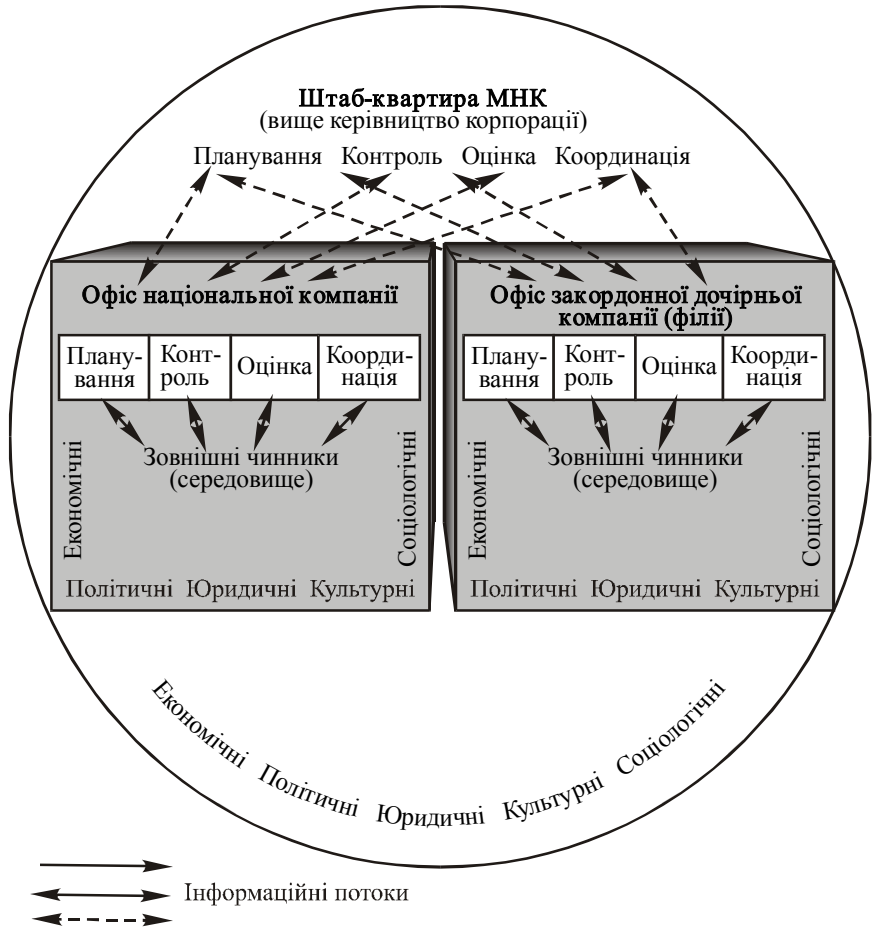 Штаб-квартира МНК
(вище керівництво корпорації)
Планування Контроль Оцінка Координація
Офіс національної компанії
Плану-
вання
Конт-
роль
Оцінка
Коорди-
нація
Зовнішні чинники
(середовище)
Економічні
Соціологічні
Політичні Юридичні Культурні
Офіс закордонної дочірньої
компанії (філії)
Плану-
вання
Конт-
роль
Оцінка
Коорди-
нація
Зовнішні чинники
(середовище)
Економічні
Соціологічні
Політичні Юридичні Культурні
Економічні Політичні Юридичні Культурні Соціологічні
Інформаційні потоки